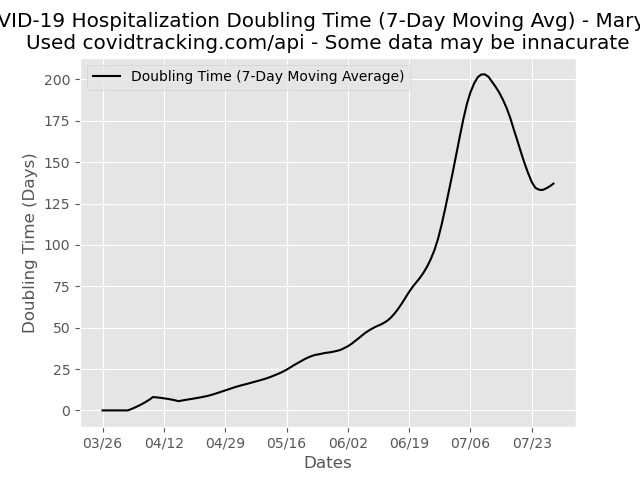 VID-19 Hospitalization Doubling Time (7-Day Moving Avg) - Mary
Used covidtracking.com/api - Some data may be innacurate
Doubling Time (7-Day Moving Average)
200
175
150
125
100
75
50
25
0
Doubling Time (Days)
03/26 04/12 04/29 05/16 06/02 06/19 07/06 07/23
Dates